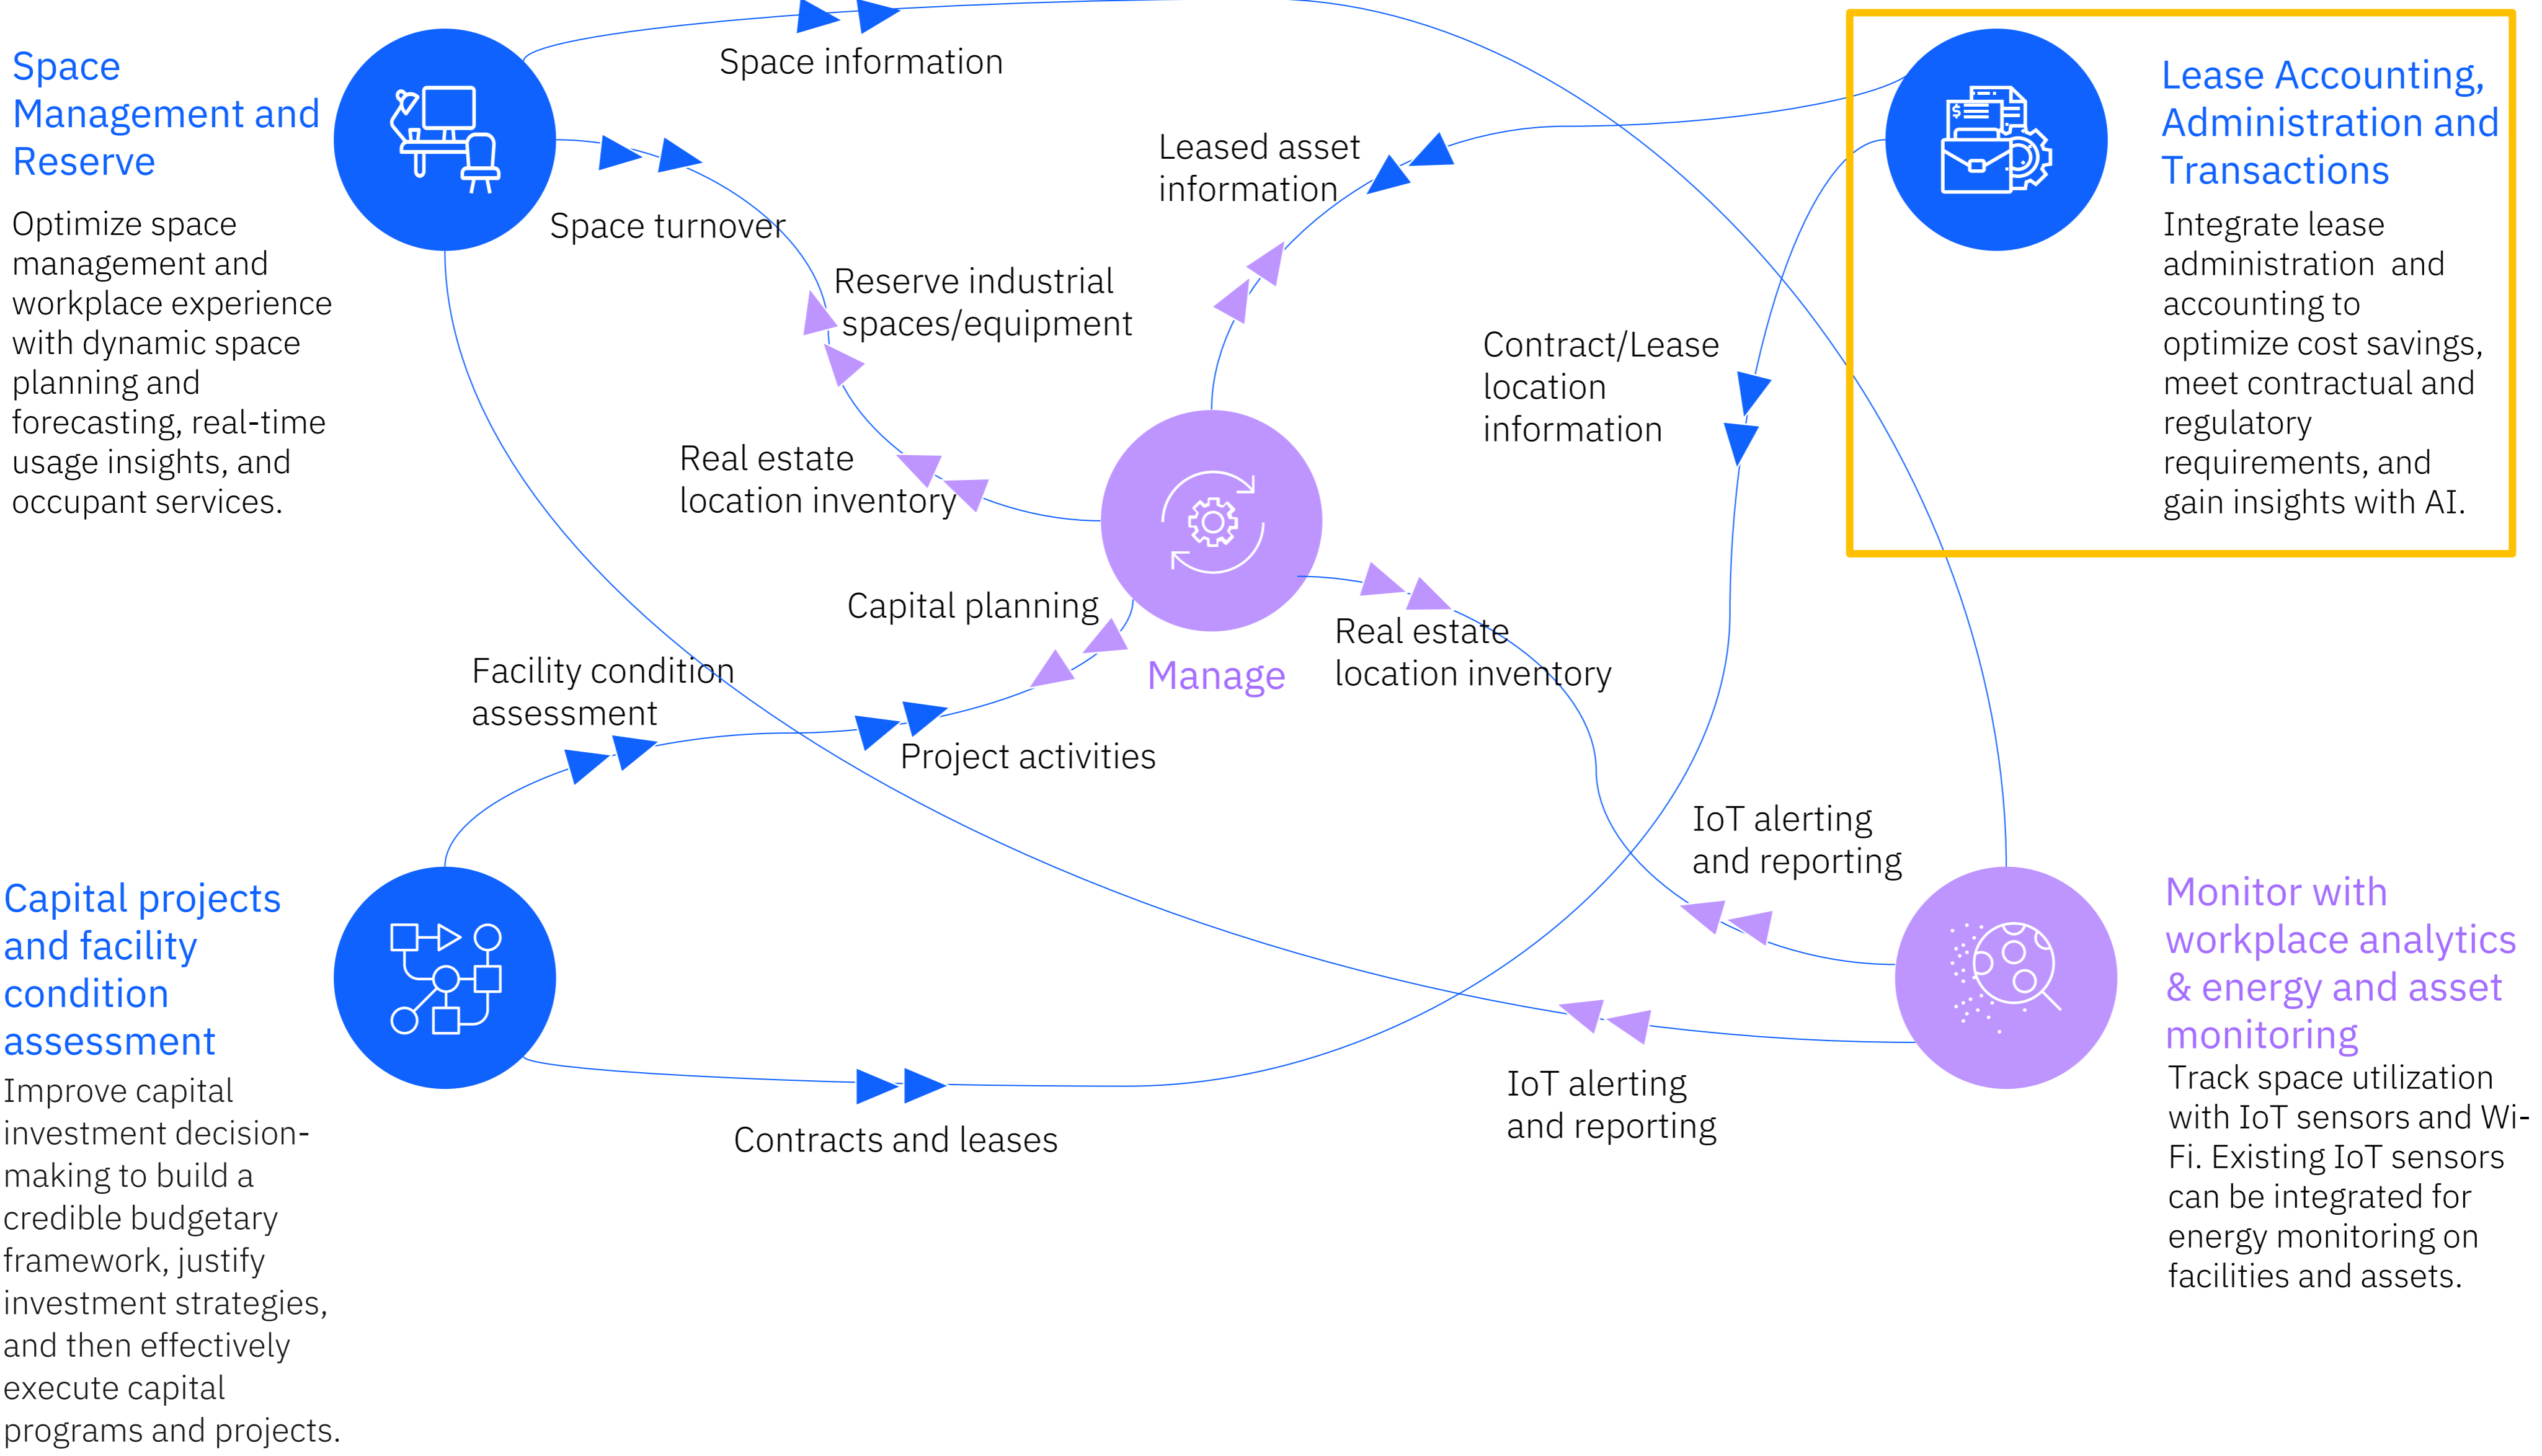 Space
Management and
Reserve
Optimize space
management and
workplace experience
with dynamic space
planning and
forecasting, real-time
usage insights, and
occupant services.
Space information
Space turnover
Leased asset
information
Reserve industrial
spaces/equipment
Real estate
location inventory
Contract/Lease
location
information
$
Lease Accounting,
Administration and
Transactions
Integrate lease
administration and
accounting to
optimize cost savings,
meet contractual and
regulatory
requirements, and
gain insights with AI.
Capital planning
Manage
Real estate
location inventory
Facility condition
assessment
Project activities
IoT alerting
and reporting
Capital projects
and facility
condition
assessment
Improve capital
investment decision-
making to build a
credible budgetary
framework, justify
investment strategies,
and then effectively
execute capital
programs and projects.
Contracts and leases
IoT alerting
and reporting
Monitor with
workplace analytics
& energy and asset
monitoring
Track space utilization
with IoT sensors and Wi-
Fi. Existing IoT sensors
can be integrated for
energy monitoring on
facilities and assets.